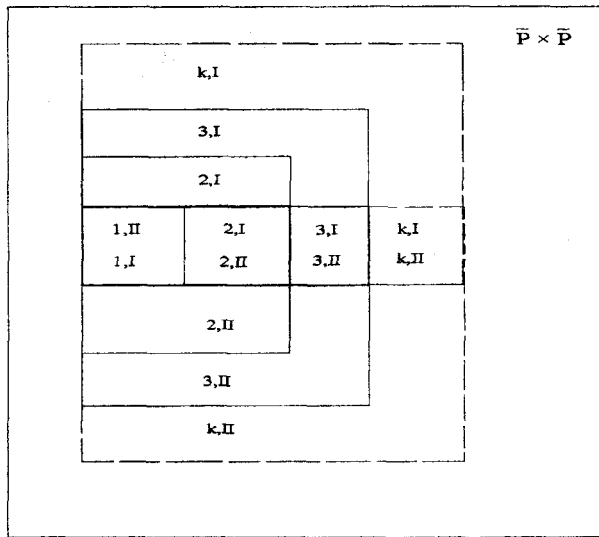 P̃ × P̃
k,I
3,I
2,I
1,II 2,I 3,I k,I
1,I 2,II 3,II k,II
2,II
3,II
k,II